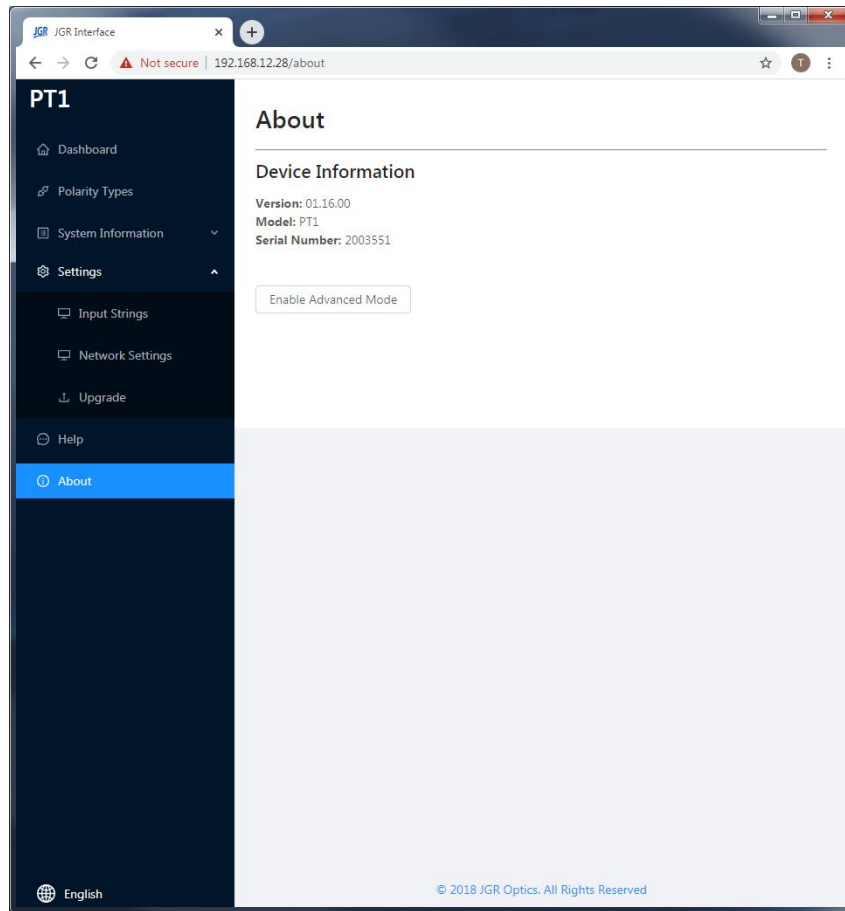 JGR JGR Interface
Not secure | 192.168.12.28/about
T
PT1
Dashboard
Polarity Types
System Information
Settings
Input Strings
Network Settings
Upgrade
Help
About
English
About
Device Information
Version: 01.16.00
Model: PT1
Serial Number: 2003551
Enable Advanced Mode
© 2018 JGR Optics. All Rights Reserved